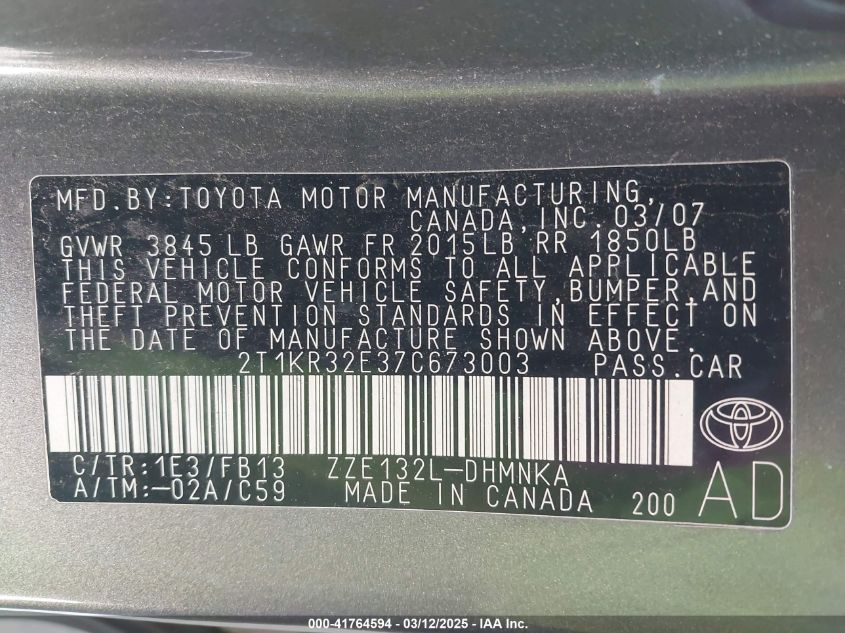 MFD.BY:TOYOTA MOTOR MANUFACTURING,
CANADA,INC. 03/07
GVWR 3845 LB GAWR FR 2015LB RR 1850LB
THIS VEHICLE CONFORMS TO ALL APPLICABLE
FEDERAL MOTOR VEHICLE SAFETY,BUMPER,AND
THEFT PREVENTION STANDARDS IN EFFECT ON
THE DATE OF MANUFACTURE SHOWN ABOVE.
2T1KR32E37C673003 PASS.CAR
C/TR:1E3/FB13 ZZE132L-DHMNKA
A/TM:-02A/C59 MADE IN CANADA 200 AD
000-41764594 - 03/12/2025 - IAA Inc.